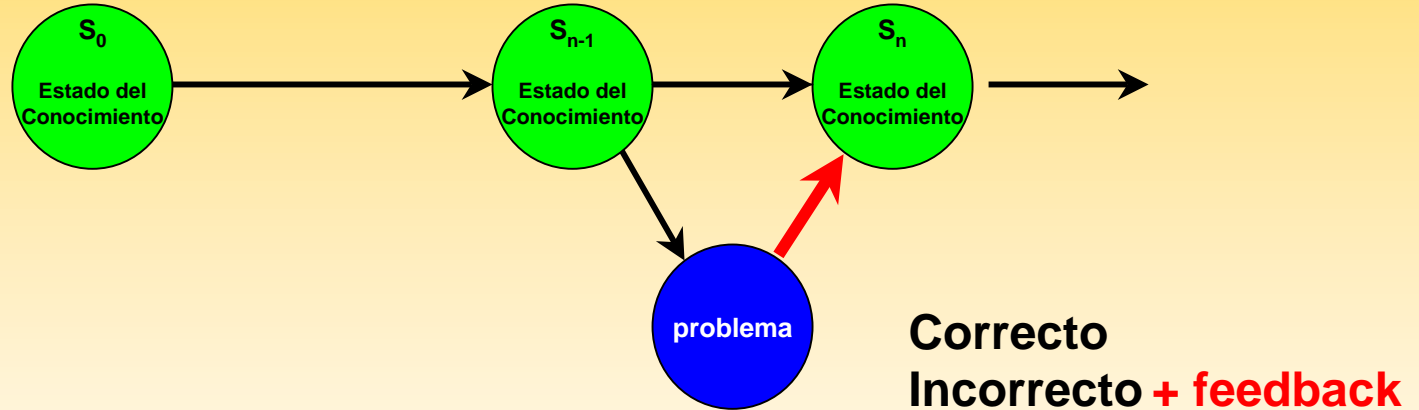 S0
Estado del
Conocimiento
Sn-1
Estado del
Conocimiento
Sn
Estado del
Conocimiento
problema
Correcto
Incorrecto + feedback